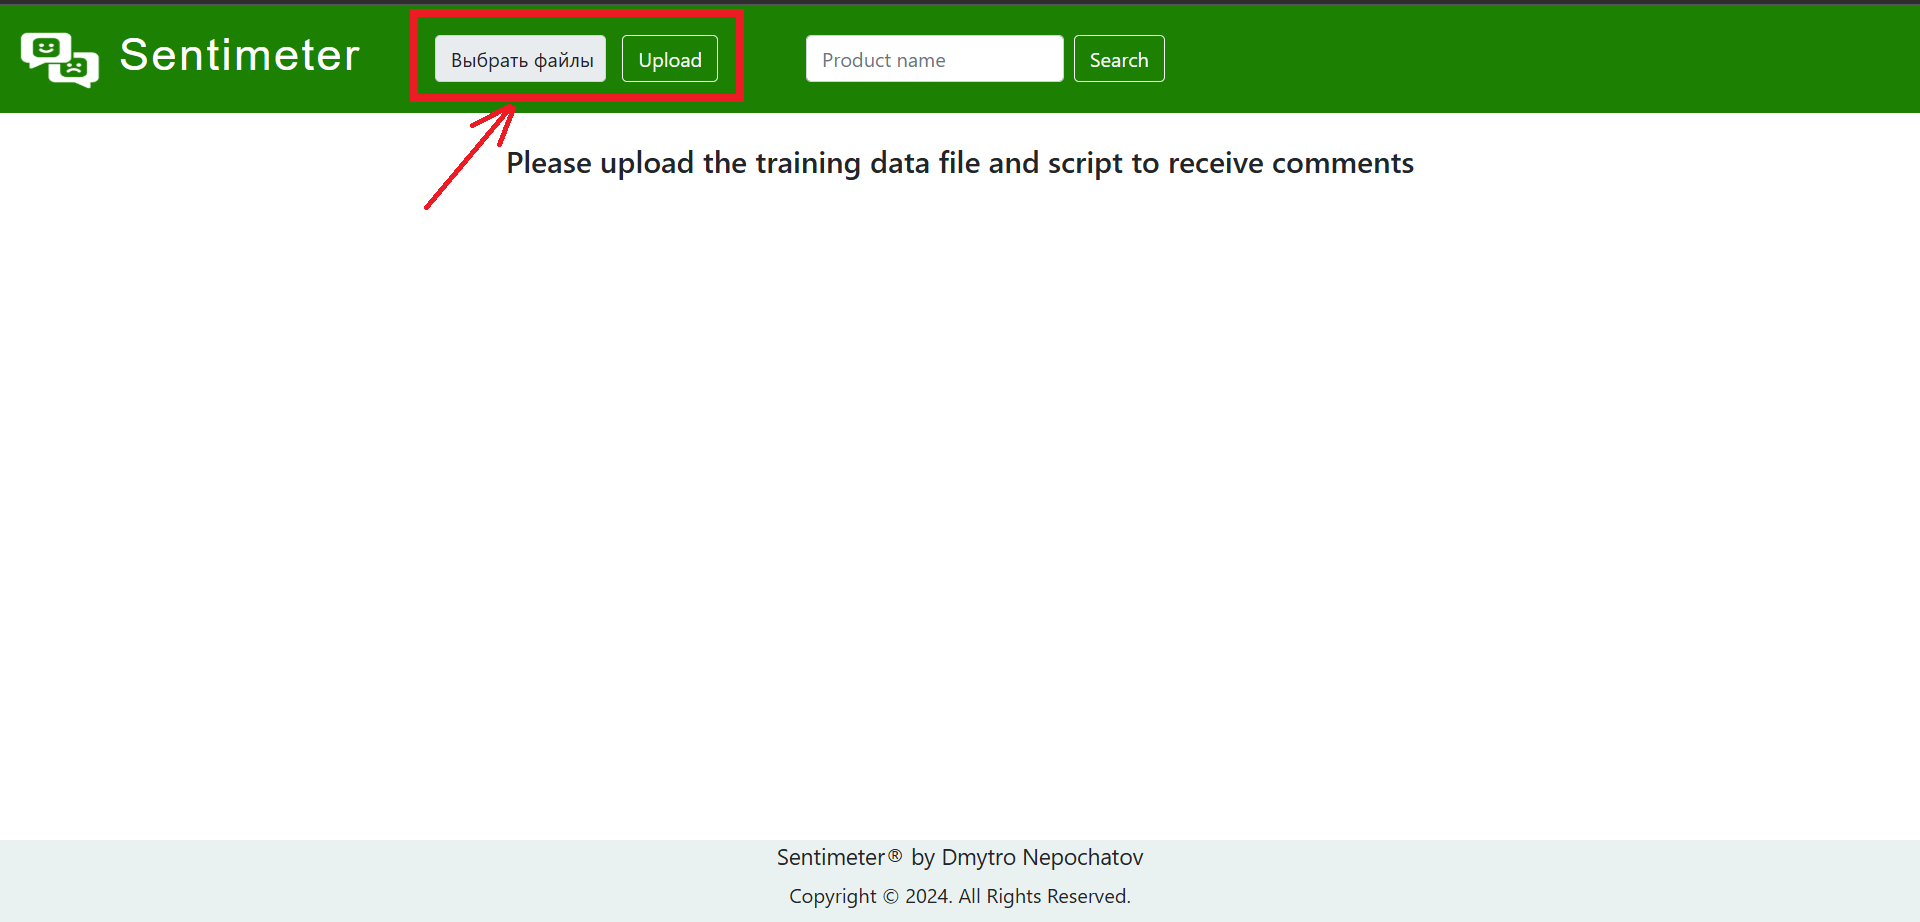 Sentimeter
Выбрать файлы
Upload
Product name
Search
Please upload the training data file and script to receive comments
Sentimeter® by Dmytro Nepochatov
Copyright © 2024. All Rights Reserved.